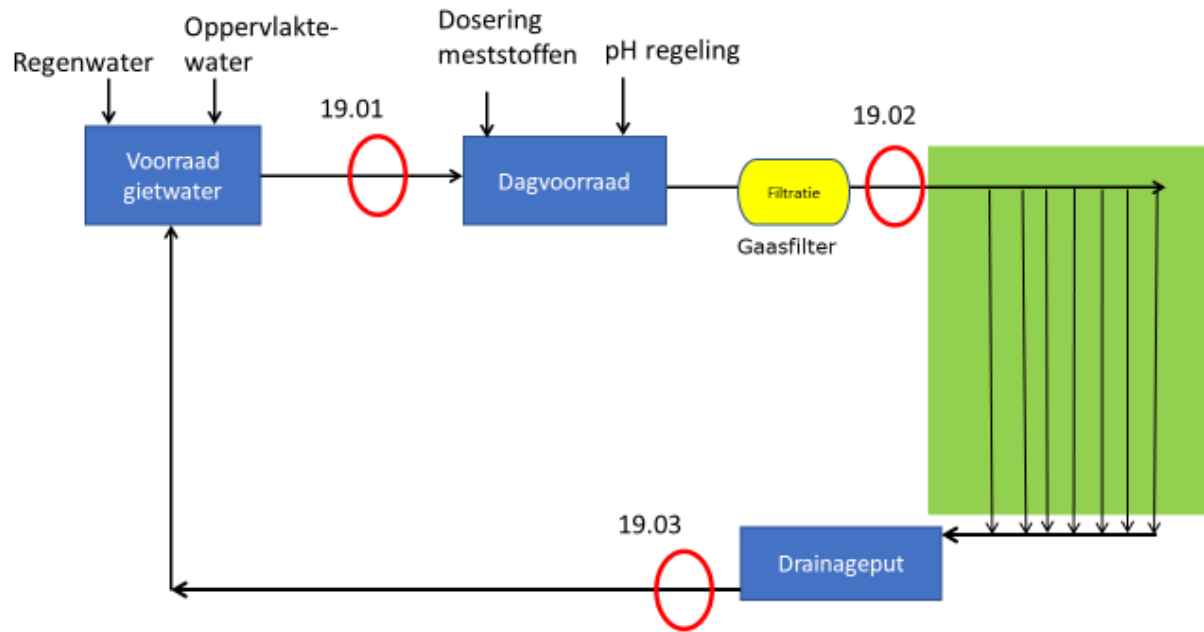 Regenwater
Oppervlakte-
water
19.01
Dosering
meststoffen
pH regeling
19.02
Voorraad
gietwater
Dagvoorraad
Filtratie
Gaasfilter
19.03
Drainageput